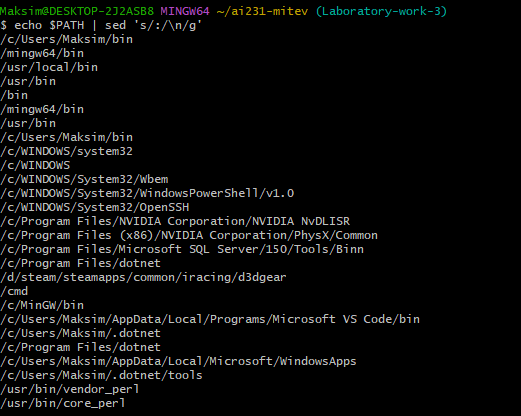 Maksim@DESKTOP-2J2ASB8 MINGW64 ~/ai231-mitev (Laboratory-work-3)
$ echo $PATH | sed 's/:/\n/g'
/c/Users/Maksim/bin
/mingw64/bin
/usr/local/bin
/usr/bin
/bin
/mingw64/bin
/usr/bin
/c/Users/Maksim/bin
/c/WINDOWS/system32
/c/WINDOWS
/c/WINDOWS/System32/Wbem
/c/WINDOWS/System32/WindowsPowerShell/v1.0
/c/WINDOWS/System32/OpenSSH
/c/Program Files/NVIDIA Corporation/NVIDIA NvDLISR
/c/Program Files (x86)/NVIDIA Corporation/PhysX/Common
/c/Program Files/Microsoft SQL Server/150/Tools/Binn
/c/Program Files/dotnet
/d/steam/steamapps/common/iracing/d3dgear
/cmd
/c/MinGW/bin
/c/Users/Maksim/AppData/Local/Programs/Microsoft VS Code/bin
/c/Users/Maksim/.dotnet
/c/Program Files/dotnet
/c/Users/Maksim/AppData/Local/Microsoft/WindowsApps
/c/Users/Maksim/.dotnet/tools
/usr/bin/vendor_perl
/usr/bin/core_perl